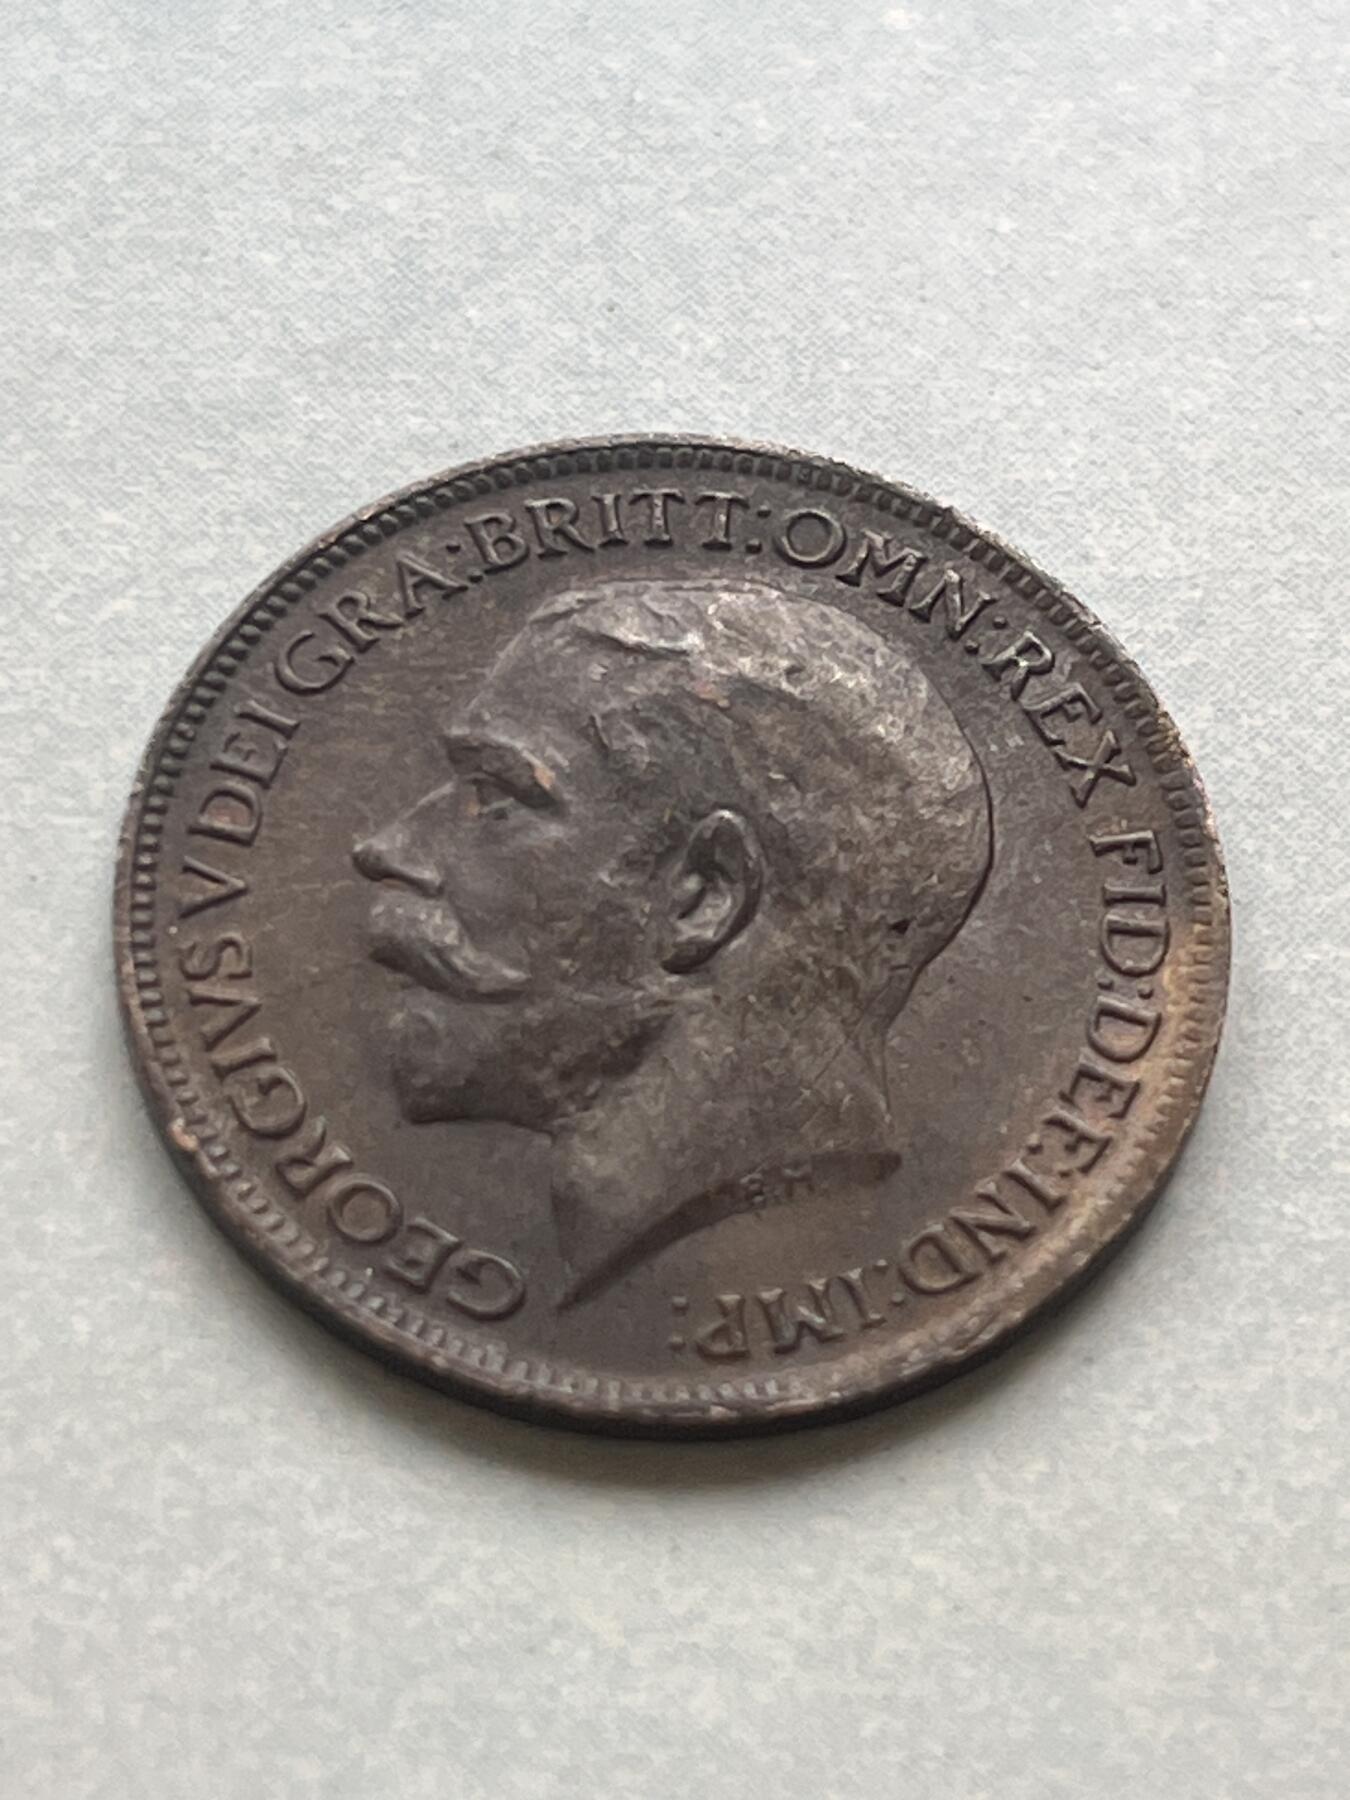 GEORGIVS V DEI GRA:BRITT:OMN:REX FID:DEF:IND:IMP:
B.M.